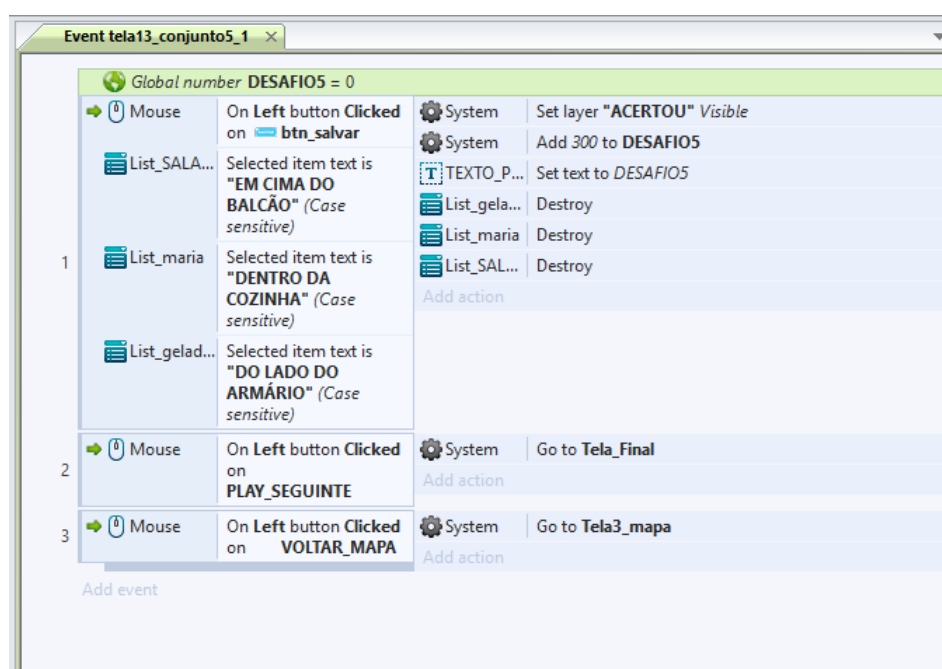 Event tela13_conjunto5_1
Global number DESAFIO5 = 0
1
Mouse
On Left button Clicked
on btn_salvar
List_SALA...
Selected item text is
"EM CIMA DO
BALCÃO" (Case
sensitive)
List_maria
Selected item text is
"DENTRO DA
COZINHA" (Case
sensitive)
List_gelad...
Selected item text is
"DO LADO DO
ARMÁRIO" (Case
sensitive)
System
Set layer "ACERTOU" Visible
System
Add 300 to DESAFIO5
T
TEXTO_P...
Set text to DESAFIO5
List_gela...
Destroy
List_maria
Destroy
List_SAL...
Destroy
Add action
2
Mouse
On Left button Clicked
on
PLAY_SEGUINTE
System
Go to Tela_Final
Add action
3
Mouse
On Left button Clicked
on VOLTAR_MAPA
System
Go to Tela3_mapa
Add action
Add event